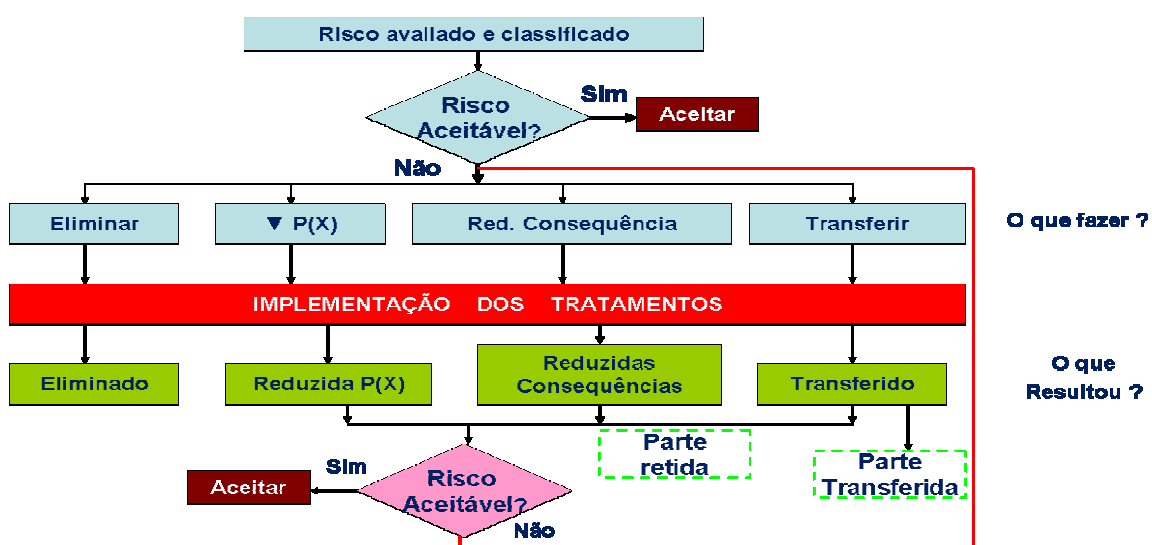 Risco avaliado e classificado
Risco
Aceitável?
Sim
Aceitar
Não
Eliminar
▼ P(X)
Red. Consequência
Transferir
O que fazer ?
IMPLEMENTAÇÃO DOS TRATAMENTOS
Eliminado
Reduzida P(X)
Reduzidas
Consequências
Transferido
O que
Resultou ?
Parte
retida
Parte
Transferida
Aceitar
Sim
Risco
Aceitável?
Não